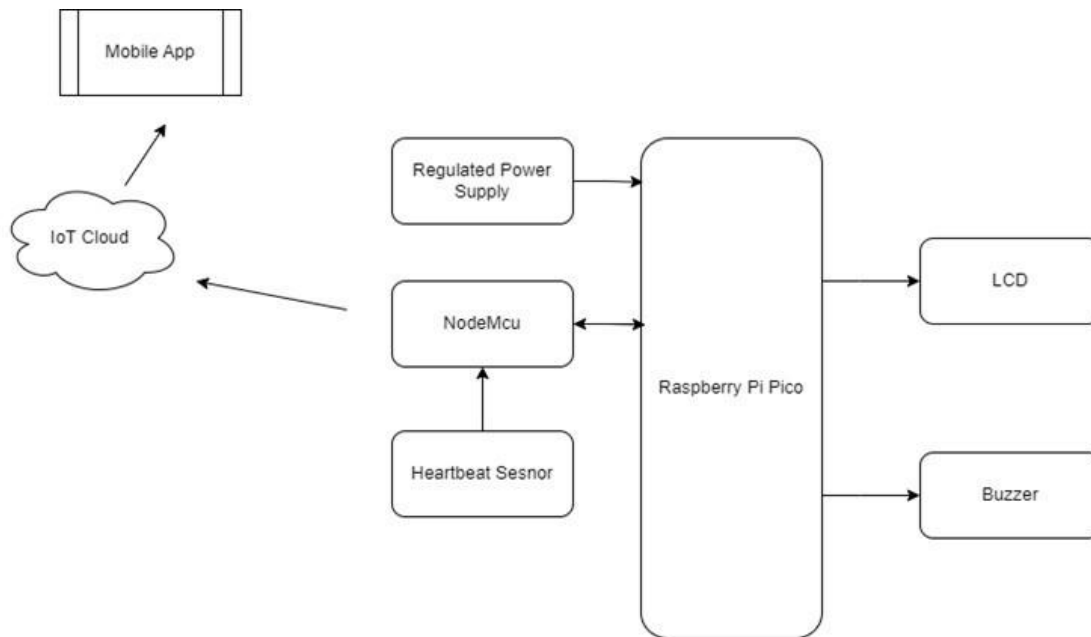 Mobile App
IoT Cloud
Regulated Power
Supply
NodeMcu
Heartbeat Sesnor
Raspberry Pi Pico
LCD
Buzzer